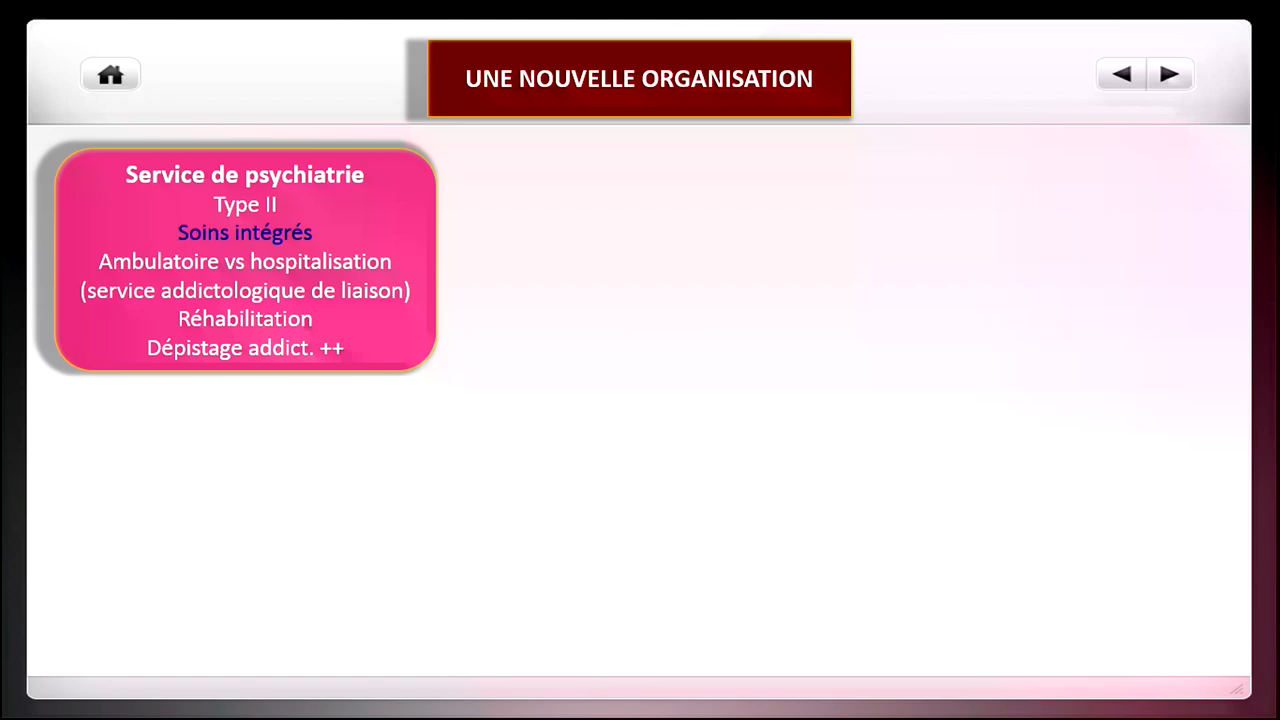 UNE NOUVELLE ORGANISATION
Service de psychiatrie
Type II
Soins intégrés
Ambulatoire vs hospitalisation
(service addictologique de liaison)
Réhabilitation
Dépistage addict. ++